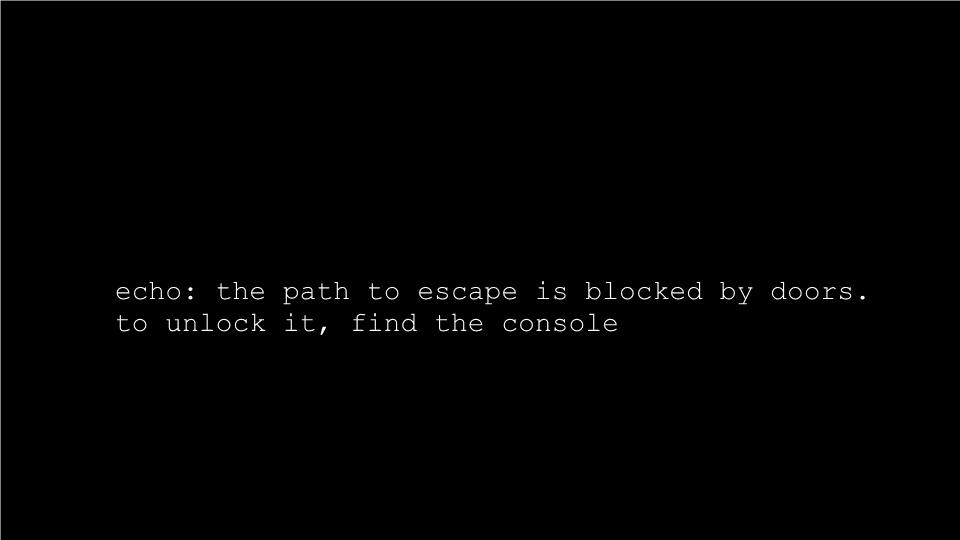 echo: the path to escape is blocked by doors.
to unlock it, find the console